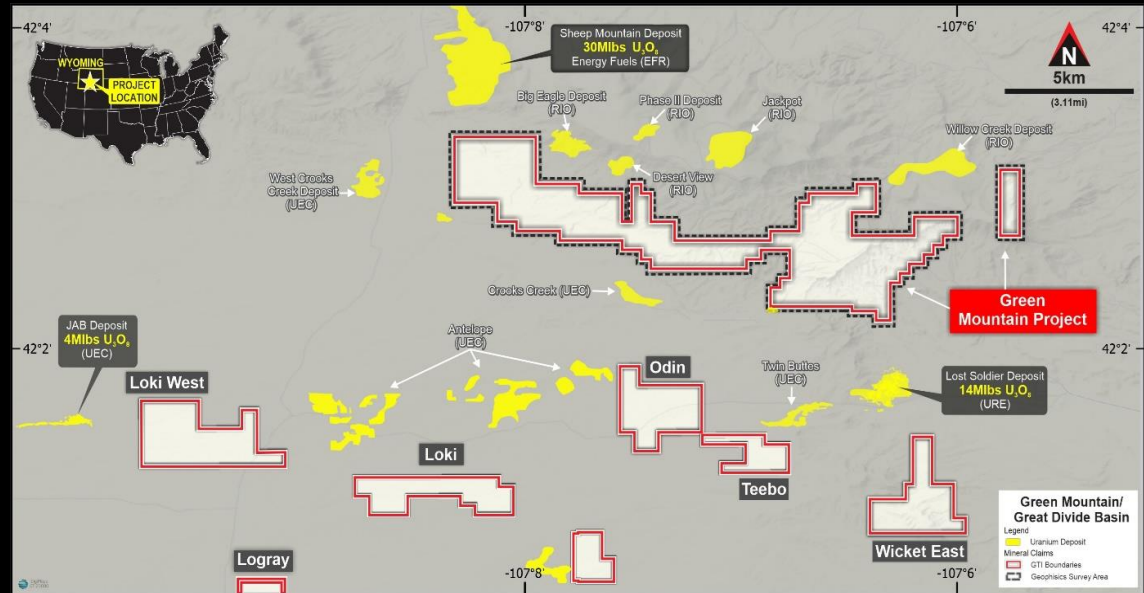 42°4'
-107°8'
-107°6'
42°4'
WYOMING
PROJECT
LOCATION
Sheep Mountain Deposit
30Mlbs U₃O₈
Energy Fuels (EFR)
N
5km
(3.11mi)
Big Eagle Deposit
(RIO)
Phase II Deposit
(RIO)
Jackpot
(RIO)
Willow Creek Deposit
(RIO)
West Crooks
Creek Deposit
(UEC)
Desert View
(RIO)
Crooks Creek (UEC)
Green
Mountain Project
JAB Deposit
4Mlbs U₃O₈
(UEC)
Antelope
(UEC)
42°2'
42°2'
Loki West
Odin
Twin Buttes
(UEC)
Lost Soldier Deposit
14Mlbs U₃O₈
(URE)
Loki
Teebo
Wicket East
Logray
-107°8'
-107°6'
Green Mountain/
Great Divide Basin
Legend
Uranium Deposit
Mineral Claims
GTI Boundaries
Geophisics Survey Area